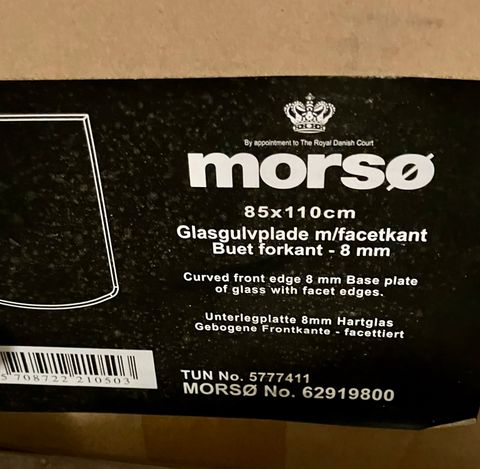 By appointment to The Royal Danish Court
morsø
85x110cm
Glasgulvplade m/facetkant
Buet forkant - 8 mm
Curved front edge 8 mm Base plate
of glass with facet edges.
Unterlegplatte 8mm Hartglas
Gebogene Frontkante - facettiert
5 708722 210503
TUN No. 5777411
MORSØ No. 62919800